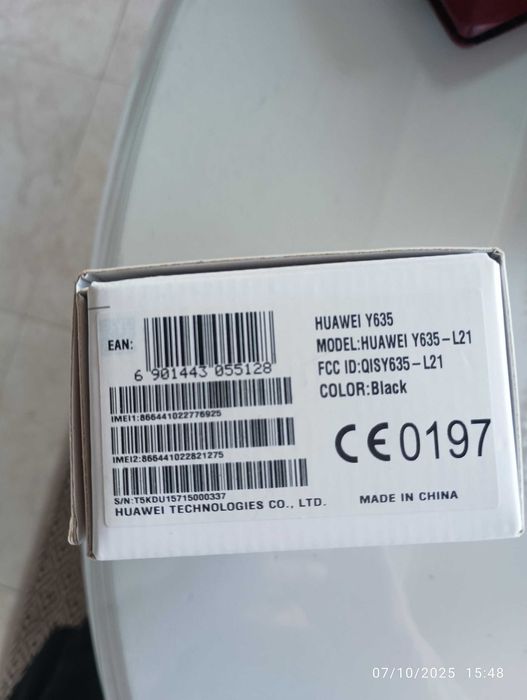 EAN:
6 901443 055128
IMEI1:866441022776925
IMEI2:866441022821275
S/N:T5KDU15715000337
HUAWEI TECHNOLOGIES CO., LTD.
HUAWEI Y635
MODEL:HUAWEI Y635-L21
FCC ID:QISY635-L21
COLOR:Black
CE0197
MADE IN CHINA
07/10/2025 15:48